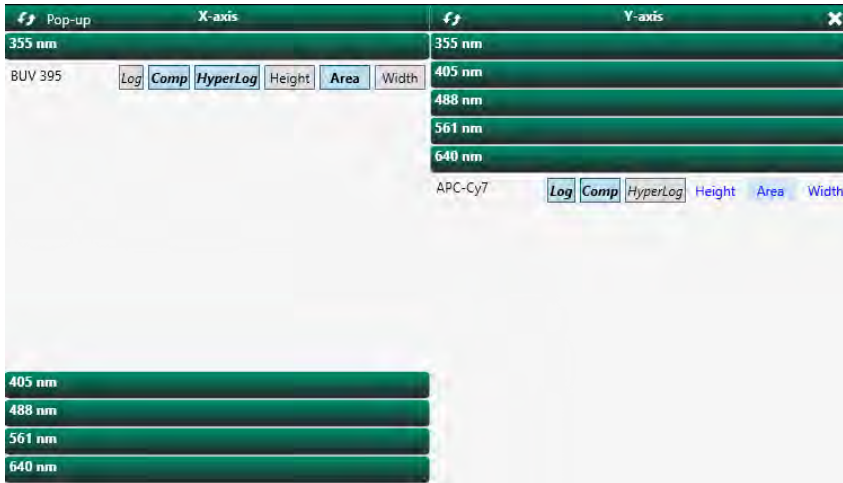 Pop-up X-axis
355 nm
BUV 395 Log Comp HyperLog Height Area Width
405 nm
488 nm
561 nm
640 nm
Y-axis
355 nm
405 nm
488 nm
561 nm
640 nm
APC-Cy7 Log Comp HyperLog Height Area Width